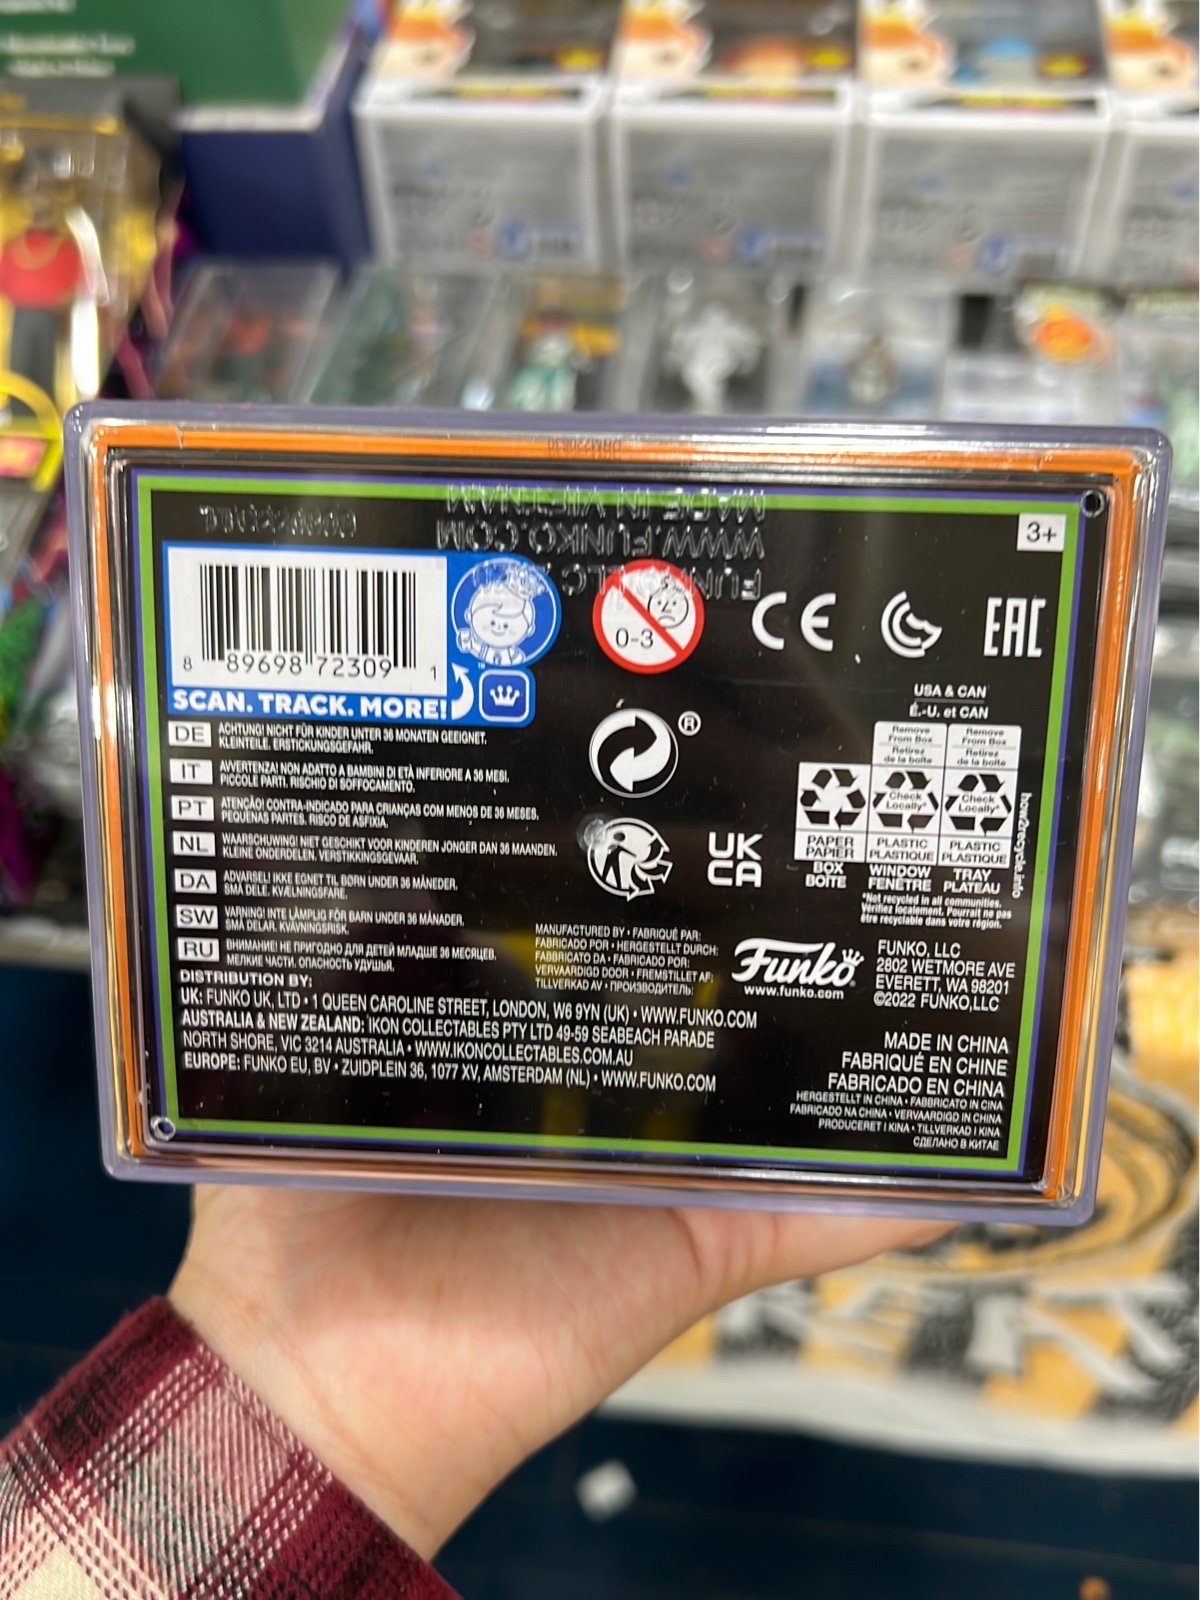 3+
FUNKO, LLC
WWW.FUNKO.COM
MADE IN VIETNAM
8 89698 72309 1
SCAN. TRACK. MORE!
™
0-3
CE
EAC
®
UK
CA
USA & CAN
É.-U. et CAN
Remove
From Box
Retirez
de la boîte
Remove
From Box
Retirez
de la boîte
Check
Locally*
Check
Locally*
PAPER
PAPIER
PLASTIC
PLASTIQUE
PLASTIC
PLASTIQUE
BOX
BOÎTE
WINDOW
FENÊTRE
TRAY
PLATEAU
*Not recycled in all communities.
Vérifiez localement. Pourrait ne pas
être recyclable dans votre région.
how2recycle.info
DE ACHTUNG! NICHT FÜR KINDER UNTER 36 MONATEN GEEIGNET.
KLEINTEILE. ERSTICKUNGSGEFAHR.
IT AVVERTENZA! NON ADATTO A BAMBINI DI ETÀ INFERIORE A 36 MESI.
PICCOLE PARTI. RISCHIO DI SOFFOCAMENTO.
PT ATENÇÃO! CONTRA-INDICADO PARA CRIANÇAS COM MENOS DE 36 MESES.
PEQUENAS PARTES. RISCO DE ASFIXIA.
NL WAARSCHUWING! NIET GESCHIKT VOOR KINDEREN JONGER DAN 36 MAANDEN.
KLEINE ONDERDELEN. VERSTIKKINGSGEVAAR.
DA ADVARSEL! IKKE EGNET TIL BØRN UNDER 36 MÅNEDER.
SMÅ DELE. KVÆLNINGSFARE.
SW VARNING! INTE LÄMPLIG FÖR BARN UNDER 36 MÅNADER.
SMÅ DELAR. KVÄVNINGSRISK.
RU ВНИМАНИЕ! НЕ ПРИГОДНО ДЛЯ ДЕТЕЙ МЛАДШЕ 36 МЕСЯЦЕВ.
МЕЛКИЕ ЧАСТИ. ОПАСНОСТЬ УДУШЬЯ.
DISTRIBUTION BY:
UK: FUNKO UK, LTD • 1 QUEEN CAROLINE STREET, LONDON, W6 9YN (UK) • WWW.FUNKO.COM
AUSTRALIA & NEW ZEALAND: IKON COLLECTABLES PTY LTD 49-59 SEABEACH PARADE
NORTH SHORE, VIC 3214 AUSTRALIA • WWW.IKONCOLLECTABLES.COM.AU
EUROPE: FUNKO EU, BV • ZUIDPLEIN 36, 1077 XV, AMSTERDAM (NL) • WWW.FUNKO.COM
MANUFACTURED BY • FABRIQUÉ PAR:
FABRICADO POR • HERGESTELLT DURCH:
FABBRICATO DA • FABRICADO POR:
VERVAARDIGD DOOR • FREMSTILLET AF:
TILLVERKAD AV • ПРОИЗВОДИТЕЛЬ:
Funko
www.funko.com
FUNKO, LLC
2802 WETMORE AVE
EVERETT, WA 98201
©2022 FUNKO,LLC
MADE IN CHINA
FABRIQUÉ EN CHINE
FABRICADO EN CHINA
HERGESTELLT IN CHINA • FABBRICATO IN CINA
FABRICADO NA CHINA • VERVAARDIGD IN CHINA
PRODUCERET I KINA • TILLVERKAD I KINA
СДЕЛАНО В КИТАЕ